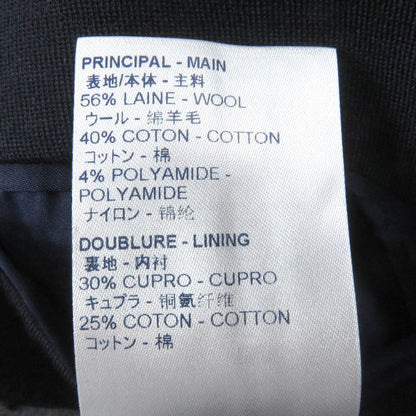 PRINCIPAL - MAIN
表地/本体 - 主料
56% LAINE - WOOL
ウール - 绵羊毛
40% COTON - COTTON
コットン - 棉
4% POLYAMIDE -
POLYAMIDE
ナイロン - 锦纶
DOUBLURE - LINING
裏地 - 内衬
30% CUPRO - CUPRO
キュプラ - 铜氨纤维
25% COTON - COTTON
コットン - 棉